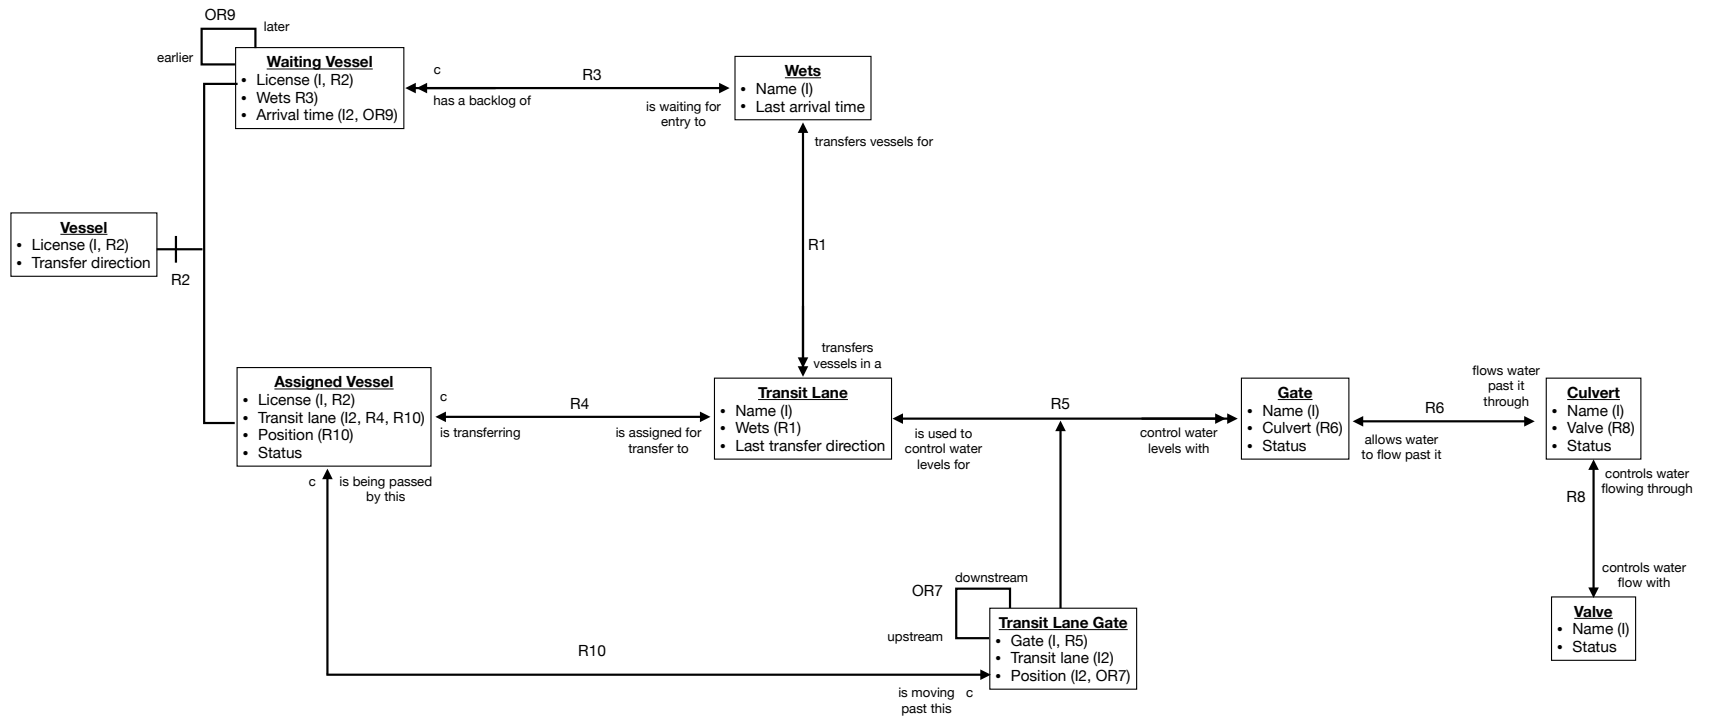 OR9
later
earlier
Waiting Vessel
• License (I, R2)
• Wets R3)
• Arrival time (I2, OR9)
c
has a backlog of
R3
is waiting for
entry to
Wets
• Name (I)
• Last arrival time
transfers vessels for
R1
transfers
vessels in a
Vessel
• License (I, R2)
• Transfer direction
R2
Assigned Vessel
• License (I, R2)
• Transit lane (I2, R4, R10)
• Position (R10)
• Status
c
is transferring
R4
is assigned for
transfer to
Transit Lane
• Name (I)
• Wets (R1)
• Last transfer direction
R5
is used to
control water
levels for
control water
levels with
Gate
• Name (I)
• Culvert (R6)
• Status
R6
allows water
to flow past it
flows water
past it
through
Culvert
• Name (I)
• Valve (R8)
• Status
controls water
flowing through
R8
controls water
flow with
Valve
• Name (I)
• Status
c
is being passed
by this
R10
is moving
past this
c
OR7
downstream
upstream
Transit Lane Gate
• Gate (I, R5)
• Transit lane (I2)
• Position (I2, OR7)